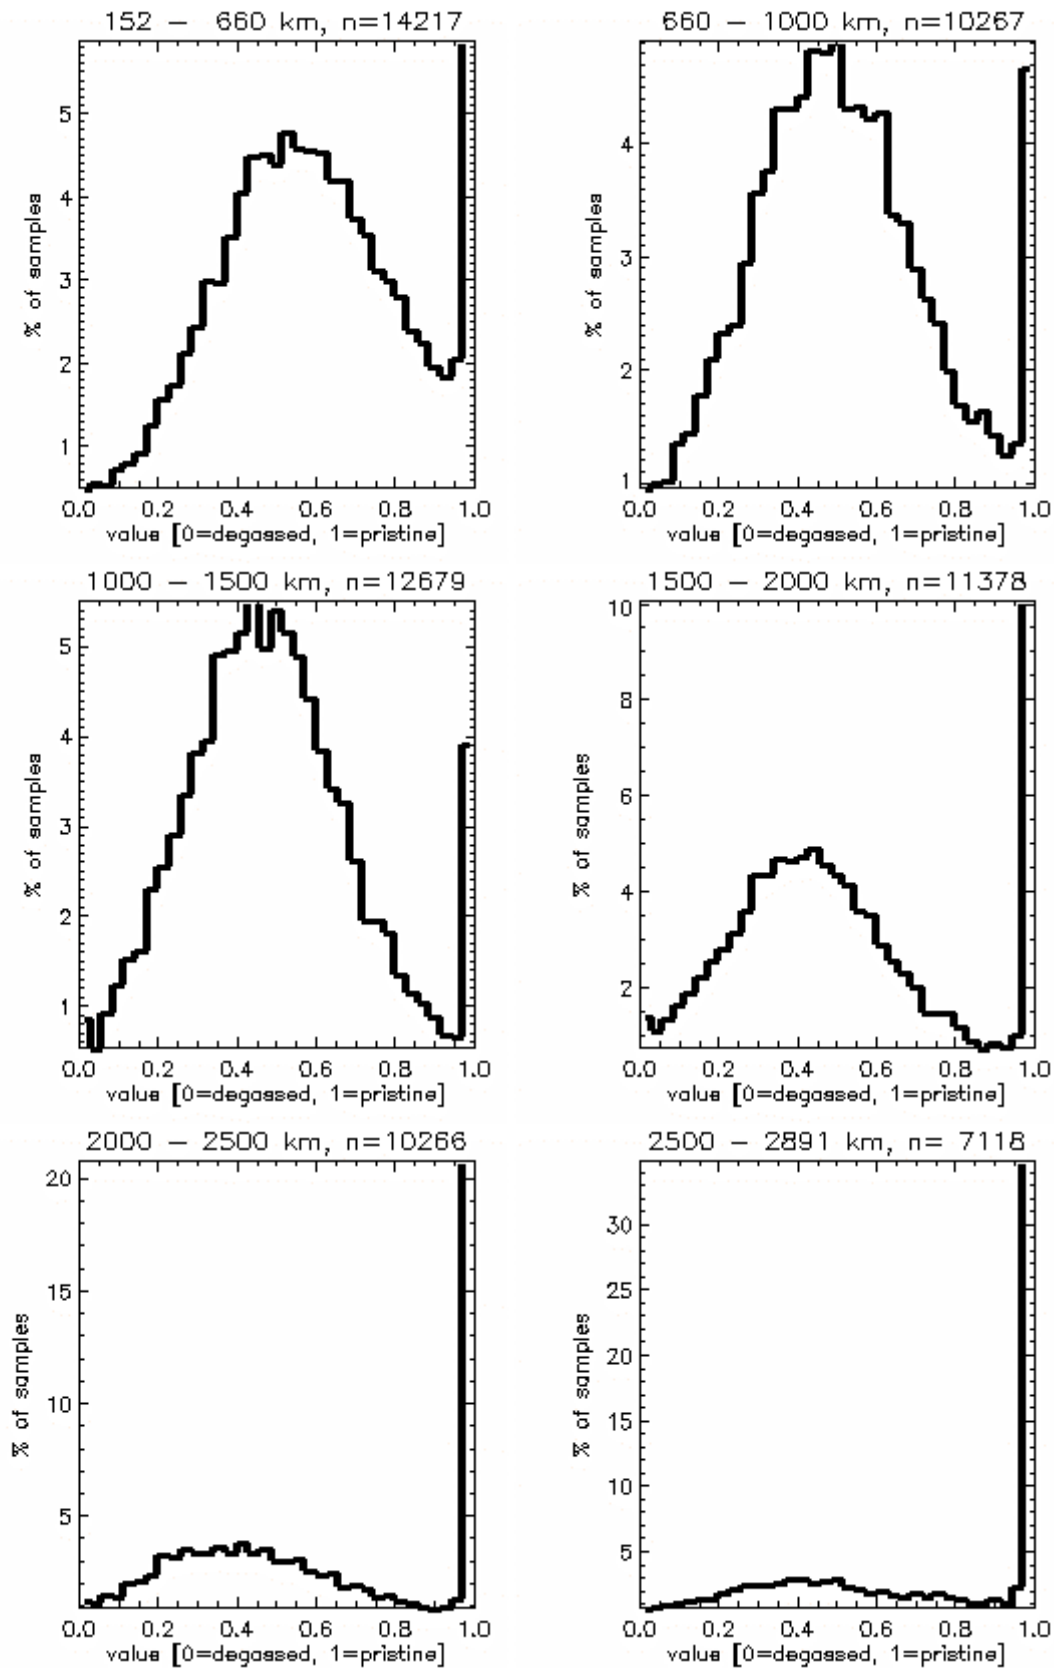 152 – 660 km, n=14217
% of samples
5
4
3
2
1
0.0 0.2 0.4 0.6 0.8 1.0
value [0=degassed, 1=pristine]
660 – 1000 km, n=10267
% of samples
4
3
2
1
0.0 0.2 0.4 0.6 0.8 1.0
value [0=degassed, 1=pristine]
1000 – 1500 km, n=12679
% of samples
5
4
3
2
1
0.0 0.2 0.4 0.6 0.8 1.0
value [0=degassed, 1=pristine]
1500 – 2000 km, n=11378
% of samples
10
8
6
4
2
0.0 0.2 0.4 0.6 0.8 1.0
value [0=degassed, 1=pristine]
2000 – 2500 km, n=10266
% of samples
20
15
10
5
0.0 0.2 0.4 0.6 0.8 1.0
value [0=degassed, 1=pristine]
2500 – 2891 km, n= 7118
% of samples
30
25
20
15
10
5
0.0 0.2 0.4 0.6 0.8 1.0
value [0=degassed, 1=pristine]